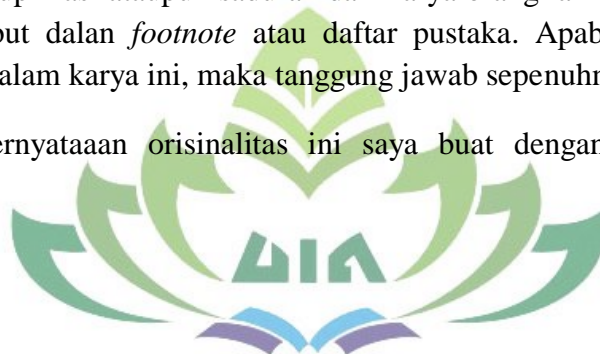 but dalan footnote atau daftar pustaka. Apab
alam karya ini, maka tanggung jawab sepenuhn
ernyataaan orisinalitas ini saya buat dengan
UIN